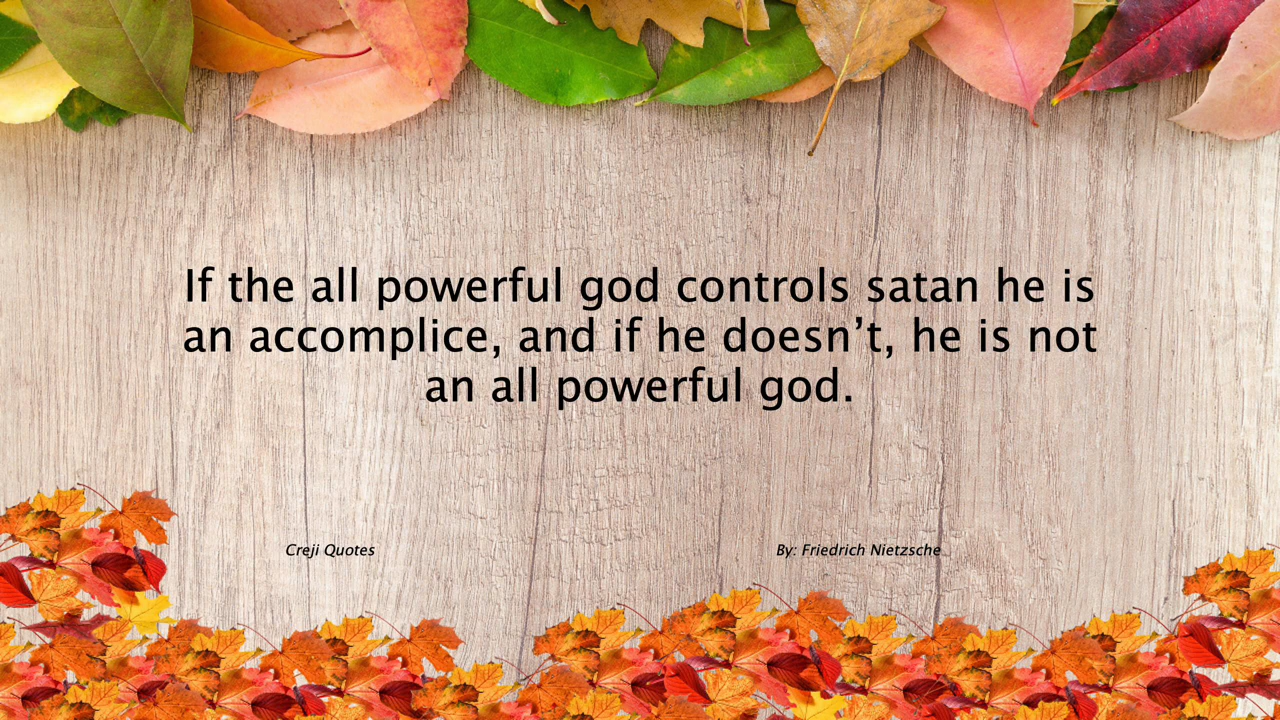 If the all powerful god controls satan he is
an accomplice, and if he doesn’t, he is not
an all powerful god.
Creji Quotes
By: Friedrich Nietzsche